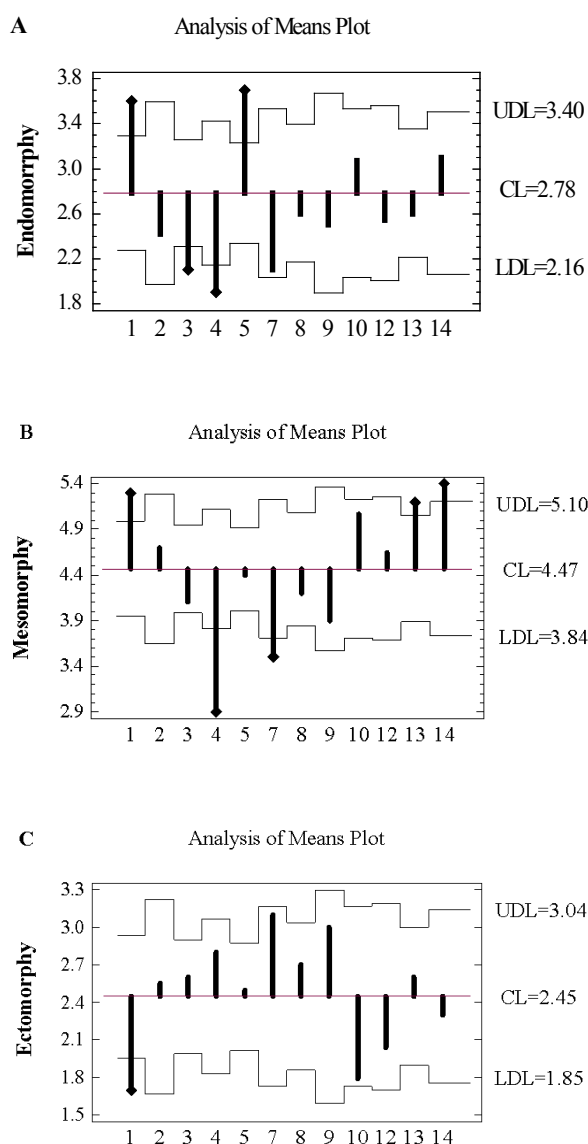 A
Analysis of Means Plot
Endomorrphy
3.8
3.4
3.0
2.6
2.2
1.8
UDL=3.40
CL=2.78
LDL=2.16
1 2 3 4 5 7 8 9 10 12 13 14
B
Analysis of Means Plot
Mesomorphy
5.4
4.9
4.4
3.9
3.4
2.9
UDL=5.10
CL=4.47
LDL=3.84
1 2 3 4 5 7 8 9 10 12 13 14
C
Analysis of Means Plot
Ectomorphy
3.3
3.0
2.7
2.4
2.1
1.8
1.5
UDL=3.04
CL=2.45
LDL=1.85
1 2 3 4 5 7 8 9 10 12 13 14